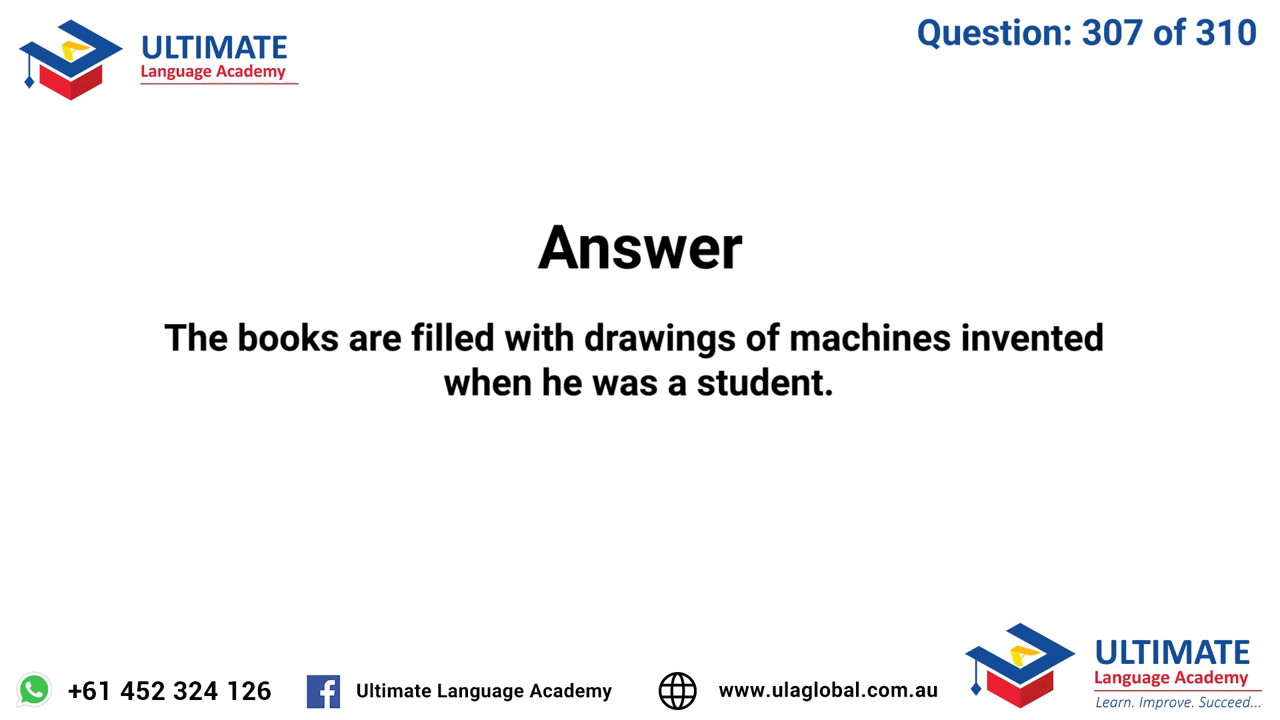 ULTIMATE
Language Academy
Question: 307 of 310
Answer
The books are filled with drawings of machines invented
when he was a student.
+61 452 324 126
Ultimate Language Academy
www.ulaglobal.com.au
ULTIMATE
Language Academy
Learn. Improve. Succeed...